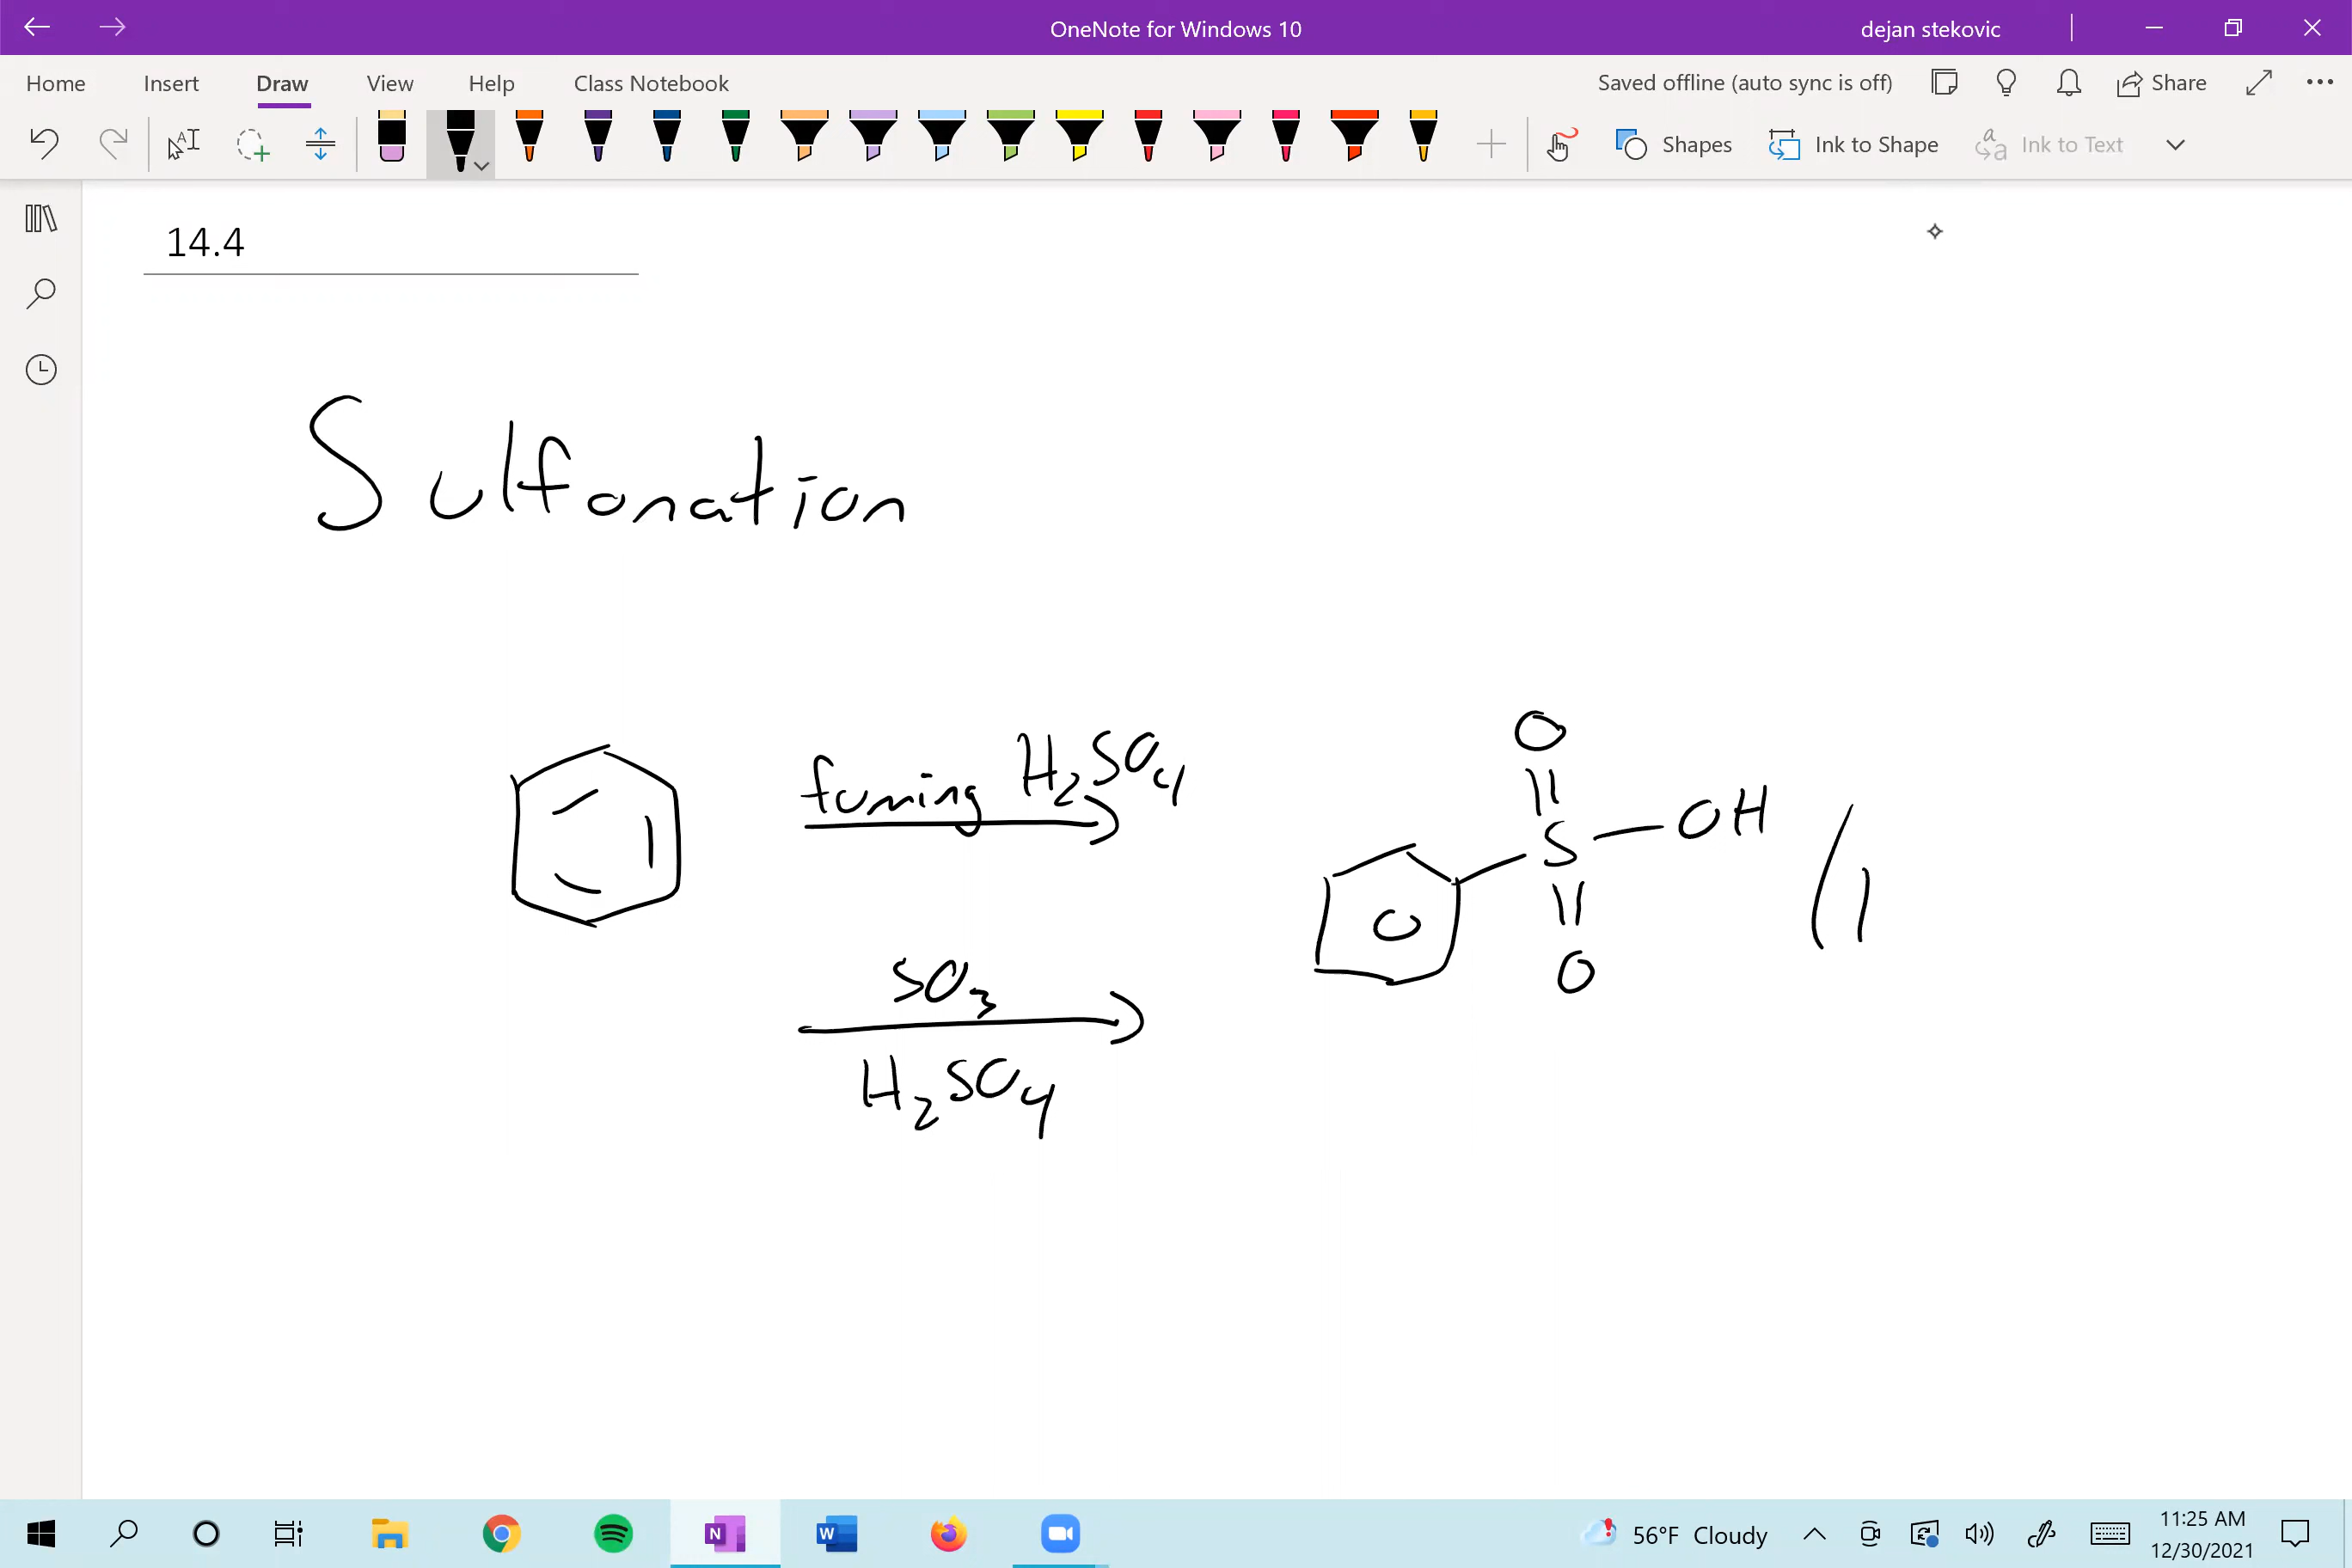 OneNote for Windows 10
dejan stekovic
Home Insert Draw View Help Class Notebook
Saved offline (auto sync is off) Share
Shapes Ink to Shape Ink to Text
14.4
Sulfonation
fuming H₂SO₄
O
S OH (
O
O
SO₃
H₂SO₄
56°F Cloudy
11:25 AM
12/30/2021